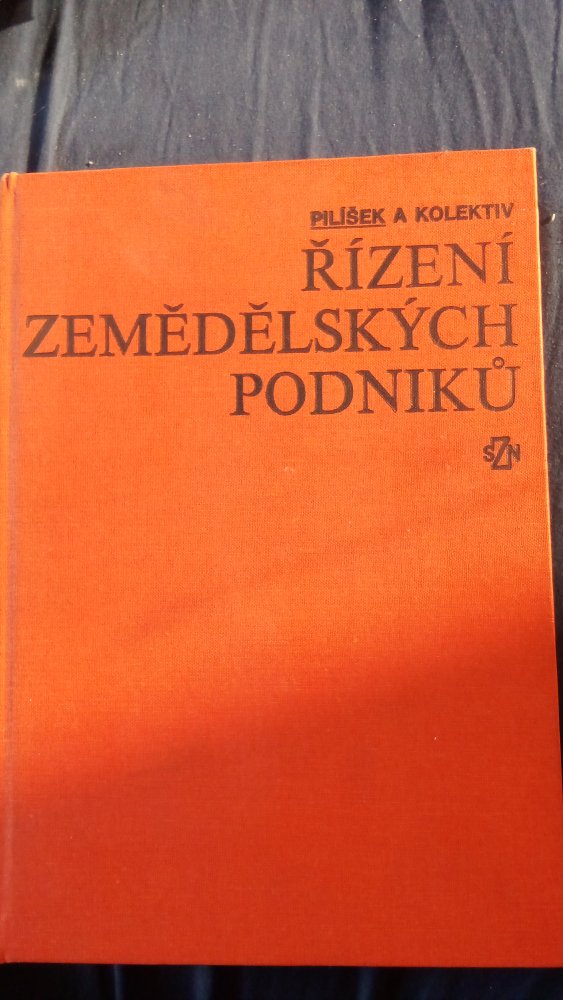 PILÍŠEK A KOLEKTIV
ŘÍZENÍ
ZEMĚDĚLSKÝCH
PODNIKŮ
SZN